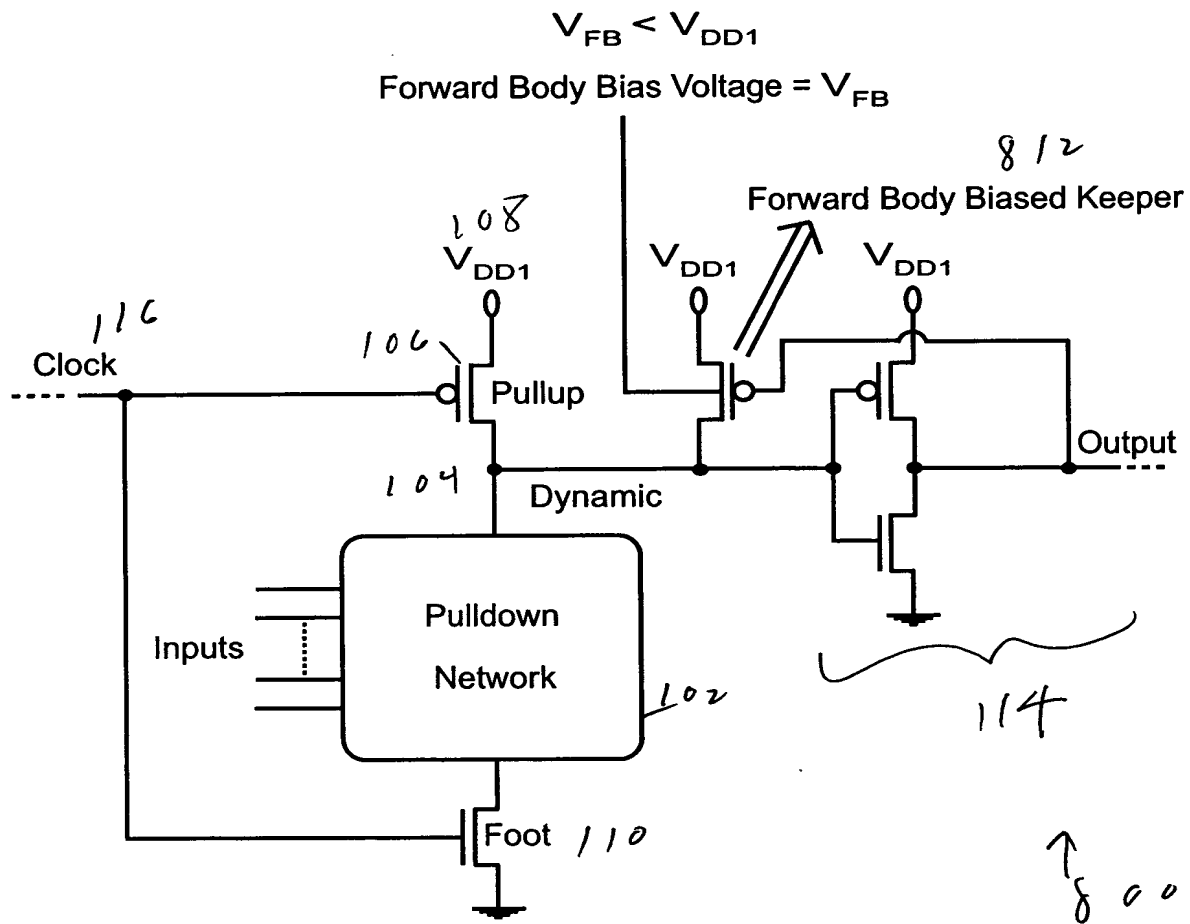 V_FB < V_DD1
Forward Body Bias Voltage = V_FB
812
Forward Body Biased Keeper
108
V_DD1
V_DD1
V_DD1
116
Clock
106
Pullup
Output
104
Dynamic
Inputs
Pulldown
Network
102
114
Foot
110
800